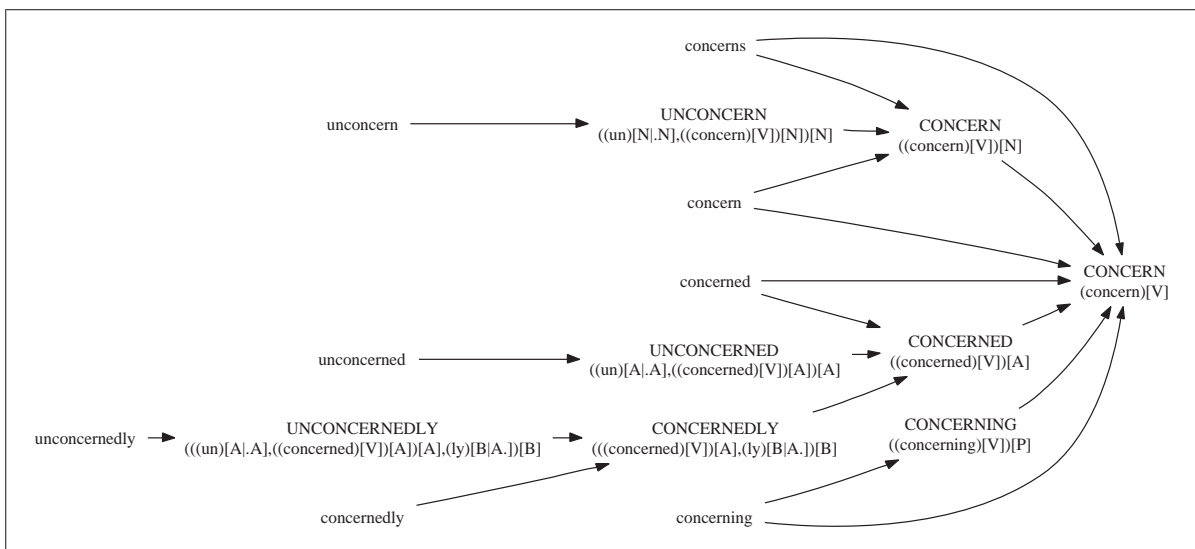 concerns
unconcern
UNCONCERN
((un)[N|.N],((concern)[V])[N])[N]
CONCERN
((concern)[V])[N]
concern
CONCERN
(concern)[V]
concerned
unconcerned
UNCONCERNED
((un)[A|.A],((concerned)[V])[A])[A]
CONCERNED
((concerned)[V])[A]
unconcernedly
UNCONCERNEDLY
(((un)[A|.A],((concerned)[V])[A])[A],(ly)[B|A.])[B]
CONCERNEDLY
(((concerned)[V])[A],(ly)[B|A.])[B]
CONCERNING
((concerning)[V])[P]
concernedly
concerning